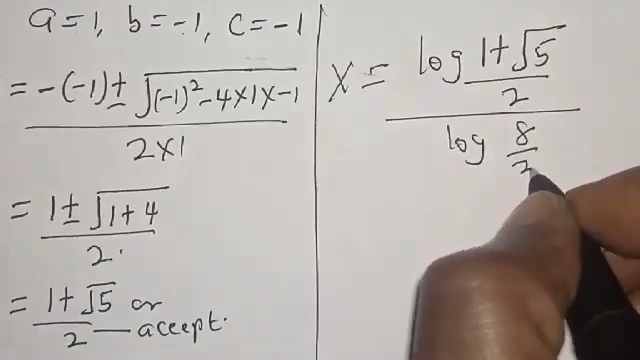 a=1, b=-1, c=-1
= -(-1)± √(-1)²-4×1×-1
2×1
= 1±√1+4
2.
= 1+√5 or
2 — accept.
X = log 1+√5
2
log 8